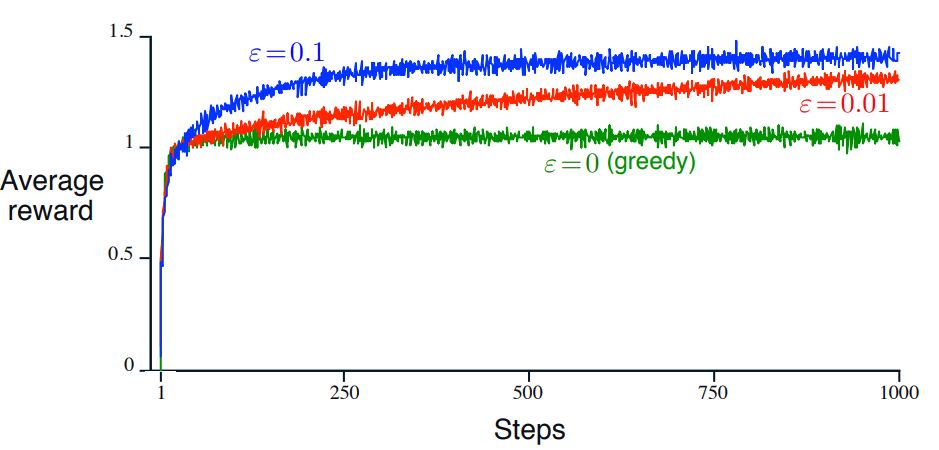 1.5
ε = 0.1
ε = 0.01
1
ε = 0 (greedy)
Average
reward
0.5
0
1
250
500
750
1000
Steps